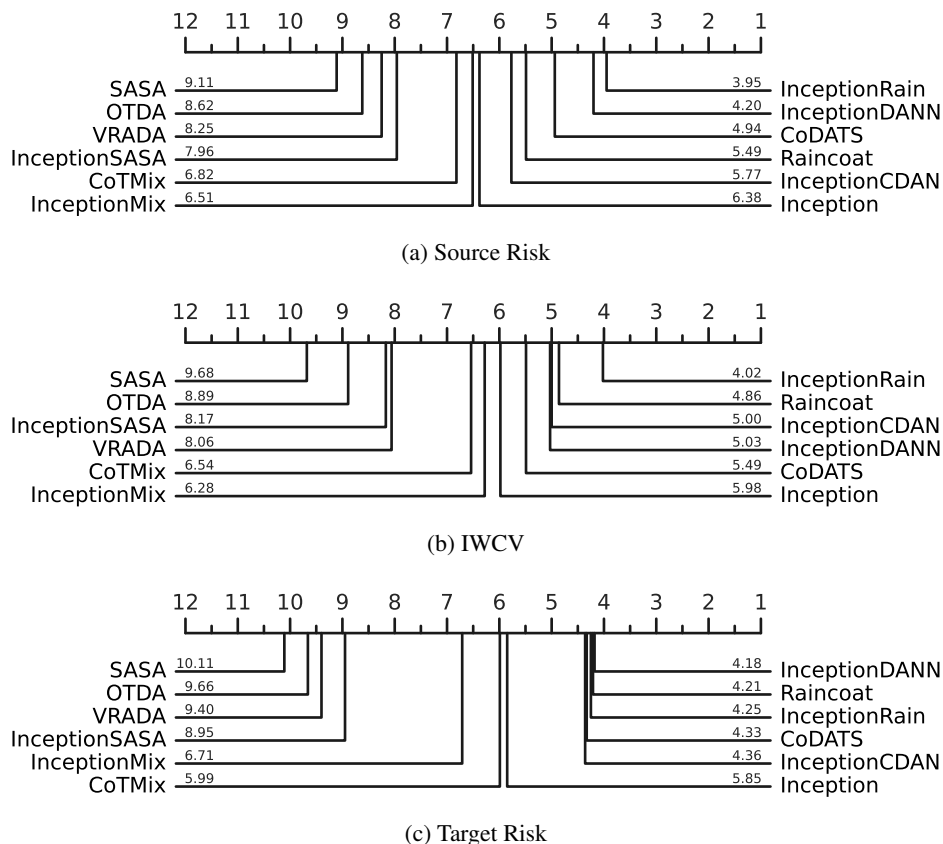 12 11 10 9 8 7 6 5 4 3 2 1
SASA 9.11 3.95 InceptionRain
OTDA 8.62 4.20 InceptionDANN
VRADA 8.25 4.94 CoDATS
InceptionSASA 7.96 5.49 Raincoat
CoTMix 6.82 5.77 InceptionCDAN
InceptionMix 6.51 6.38 Inception
(a) Source Risk
12 11 10 9 8 7 6 5 4 3 2 1
SASA 9.68 4.02 InceptionRain
OTDA 8.89 4.86 Raincoat
InceptionSASA 8.17 5.00 InceptionCDAN
VRADA 8.06 5.03 InceptionDANN
CoTMix 6.54 5.49 CoDATS
InceptionMix 6.28 5.98 Inception
(b) IWCV
12 11 10 9 8 7 6 5 4 3 2 1
SASA 10.11 4.18 InceptionDANN
OTDA 9.66 4.21 Raincoat
VRADA 9.40 4.25 InceptionRain
InceptionSASA 8.95 4.33 CoDATS
InceptionMix 6.71 4.36 InceptionCDAN
CoTMix 5.99 5.85 Inception
(c) Target Risk